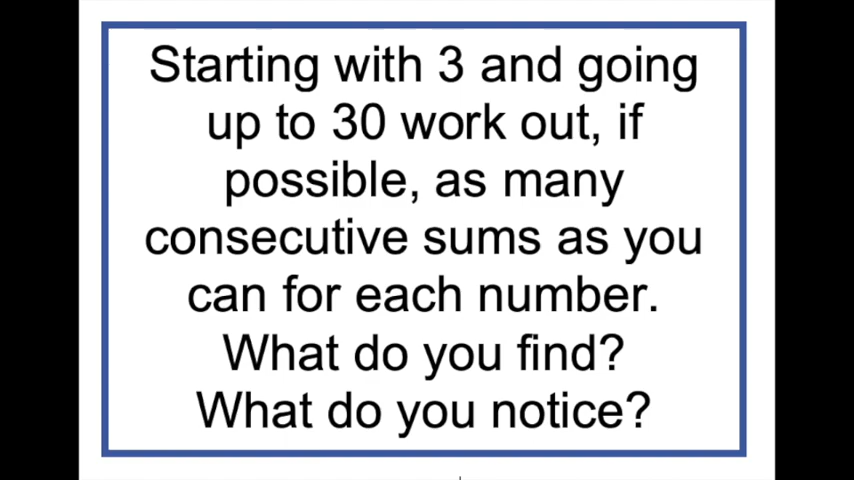 Starting with 3 and going
up to 30 work out, if
possible, as many
consecutive sums as you
can for each number.
What do you find?
What do you notice?